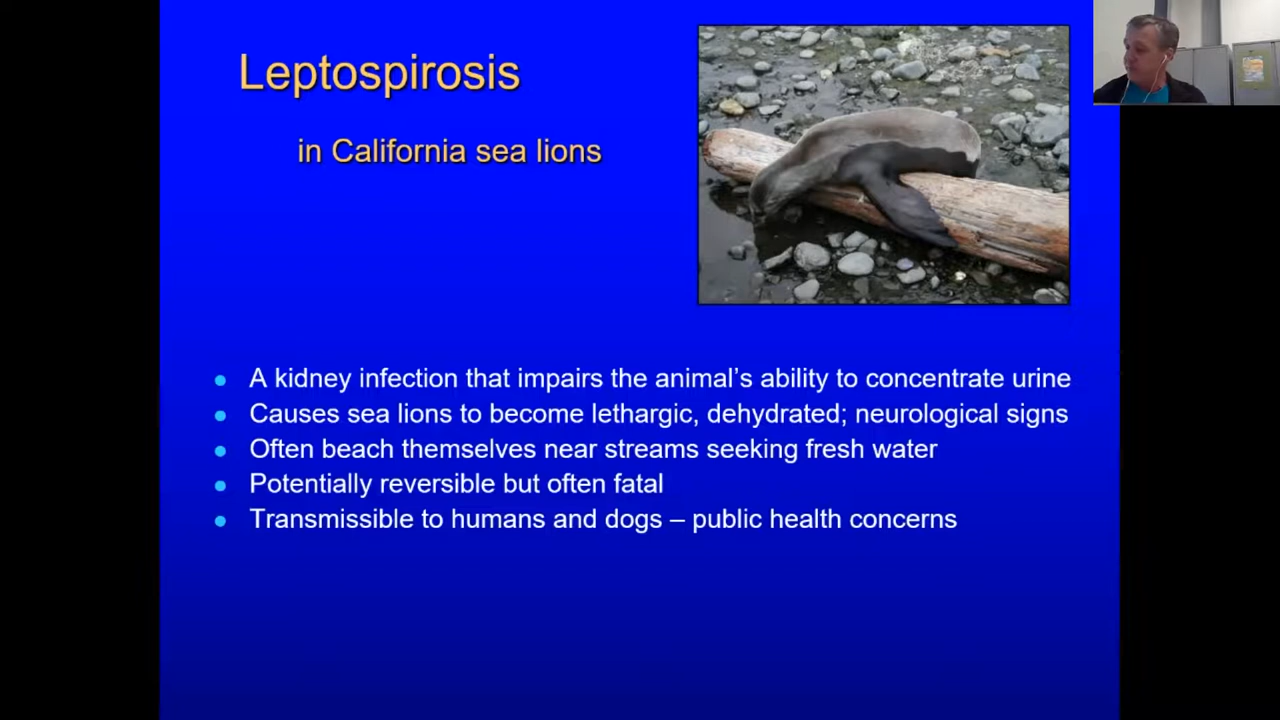 Leptospirosis
in California sea lions
A kidney infection that impairs the animal’s ability to concentrate urine
Causes sea lions to become lethargic, dehydrated; neurological signs
Often beach themselves near streams seeking fresh water
Potentially reversible but often fatal
Transmissible to humans and dogs – public health concerns